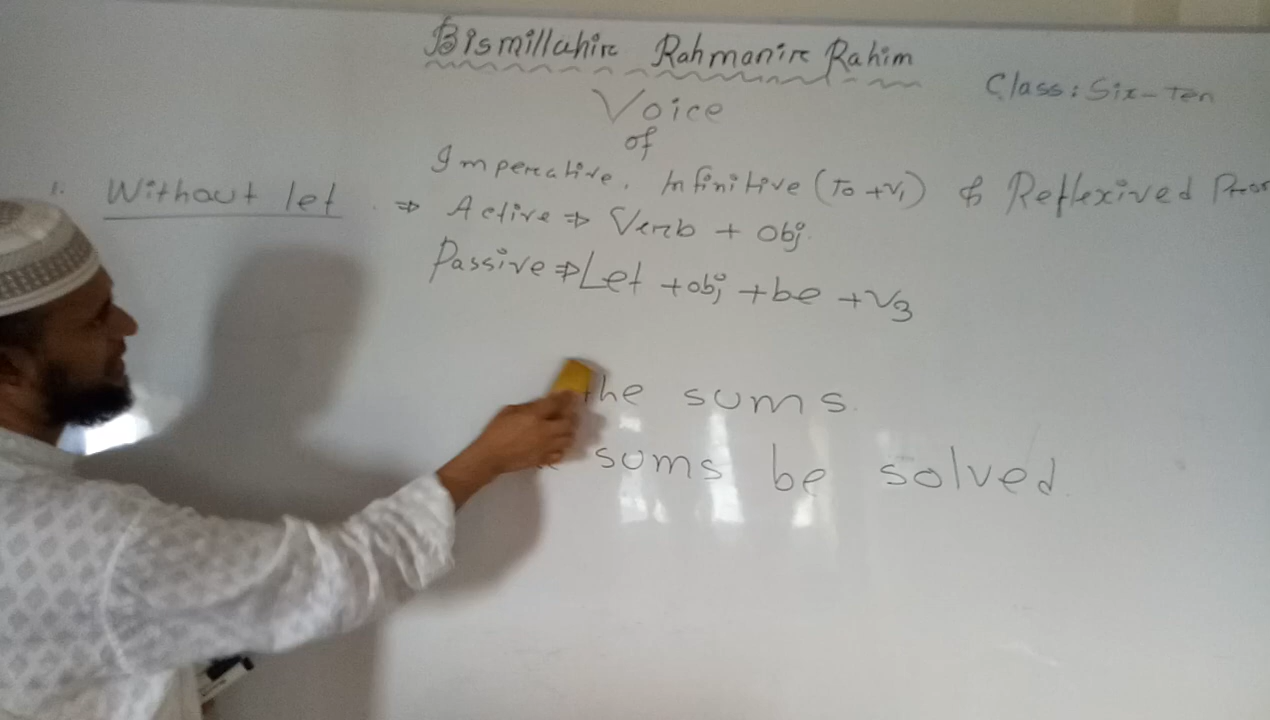 Bismillahir Rahmanir Rahim
Class: Six-Ten
Voice
of
Imperative, Infinitive (To +V1) & Reflexived
1. Without let ⇒ Active ⇒ Verb + obj.
Passive ⇒ Let + obj + be + V3
the sums.
sums be solved.